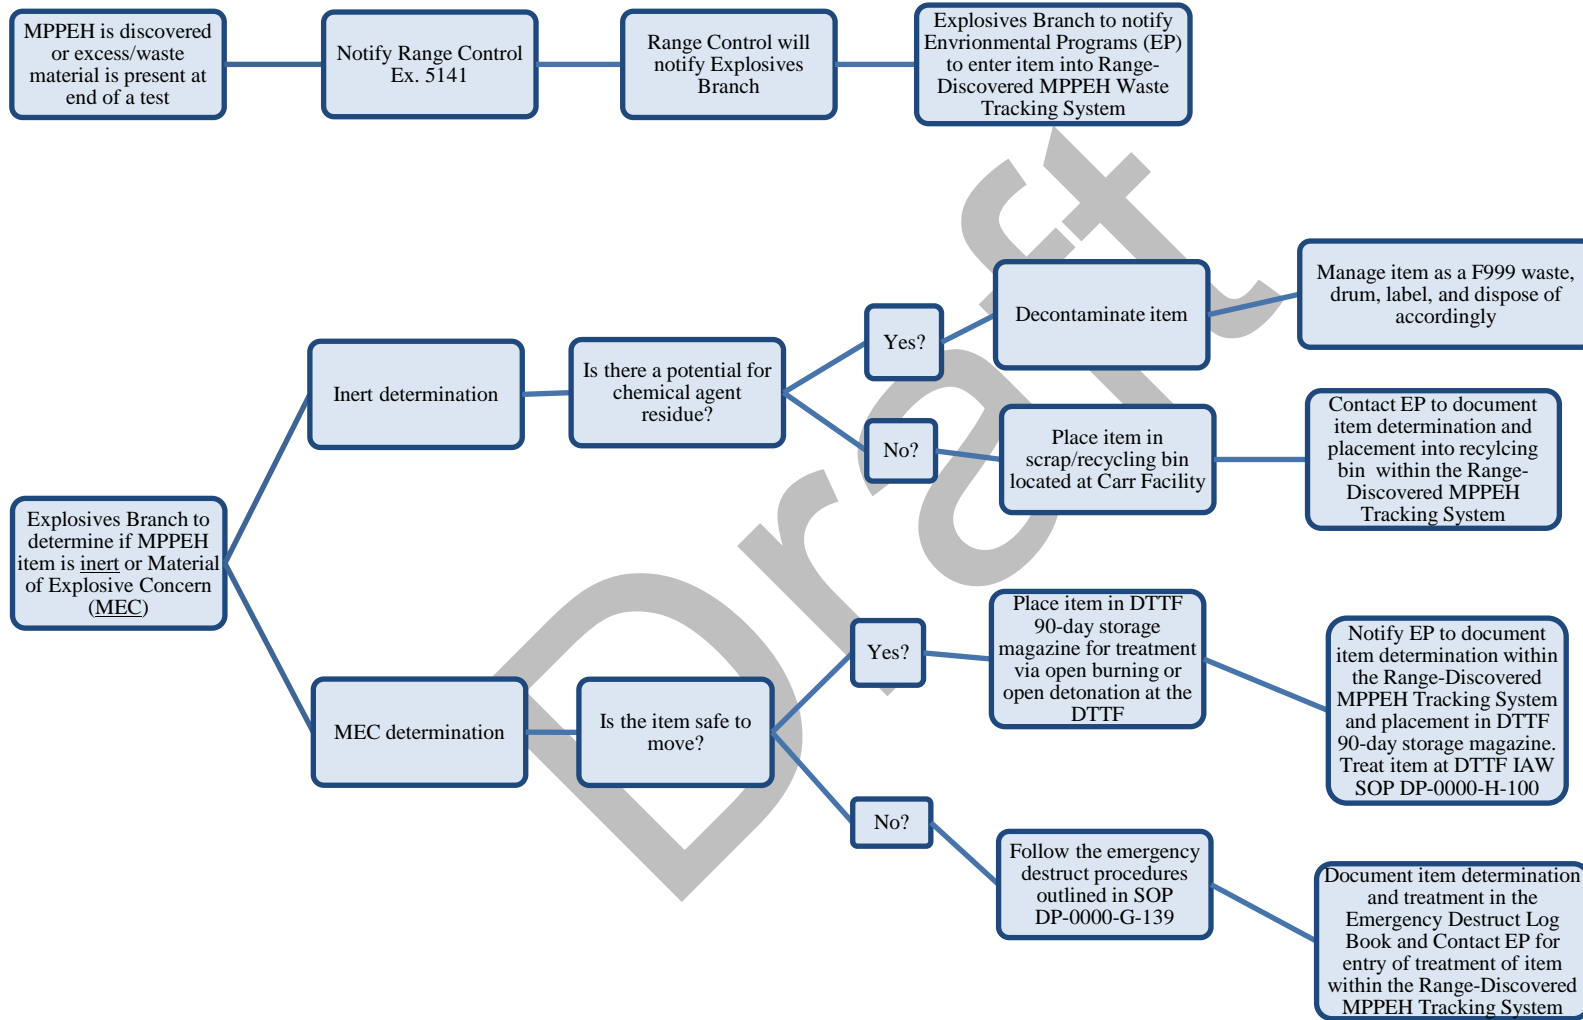 MPPEH is discovered
or excess/waste
material is present at
end of a test
Notify Range Control
Ex. 5141
Range Control will
notify Explosives
Branch
Explosives Branch to notify
Envrionmental Programs (EP)
to enter item into Range-
Discovered MPPEH Waste
Tracking System
Explosives Branch to
determine if MPPEH
item is inert or Material
of Explosive Concern
(MEC)
Inert determination
Is there a potential for
chemical agent
residue?
Yes?
Decontaminate item
Manage item as a F999 waste,
drum, label, and dispose of
accordingly
No?
Place item in
scrap/recycling bin
located at Carr Facility
Contact EP to document
item determination and
placement into recylcing
bin within the Range-
Discovered MPPEH
Tracking System
MEC determination
Is the item safe to
move?
Yes?
Place item in DTTF
90-day storage
magazine for treatment
via open burning or
open detonation at the
DTTF
Notify EP to document
item determination within
the Range-Discovered
MPPEH Tracking System
and placement in DTTF
90-day storage magazine.
Treat item at DTTF IAW
SOP DP-0000-H-100
No?
Follow the emergency
destruct procedures
outlined in SOP
DP-0000-G-139
Document item determination
and treatment in the
Emergency Destruct Log
Book and Contact EP for
entry of treatment of item
within the Range-Discovered
MPPEH Tracking System
Draft